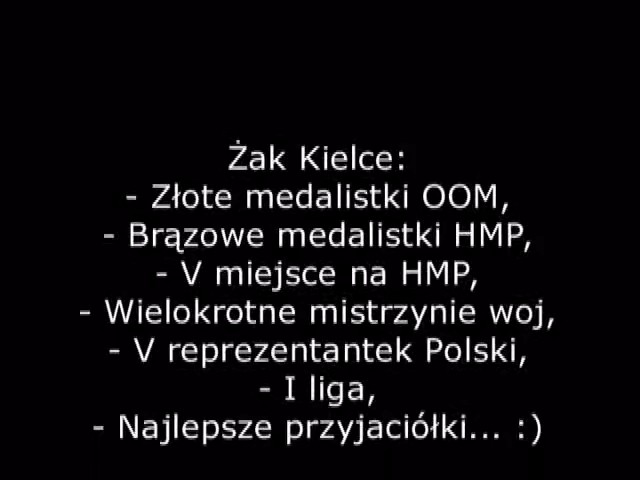 Żak Kielce:
- Złote medalistki OOM,
- Brązowe medalistki HMP,
- V miejsce na HMP,
- Wielokrotne mistrzynie woj,
- V reprezentantek Polski,
- I liga,
- Najlepsze przyjaciółki... :)